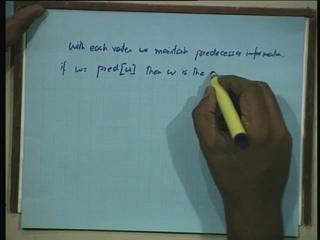 With each vertex we maintain predecessor information.
if w= pred[u] then w is the